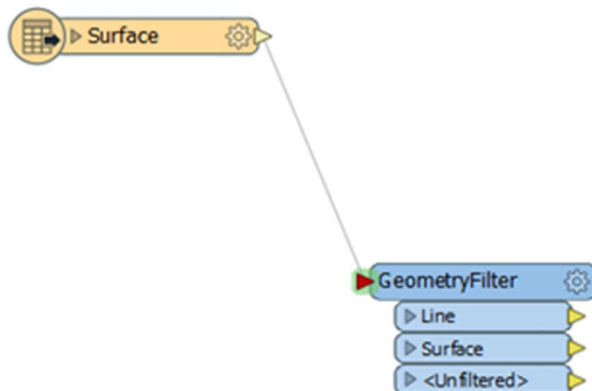 Surface
GeometryFilter
Line
Surface
<Unfiltered>